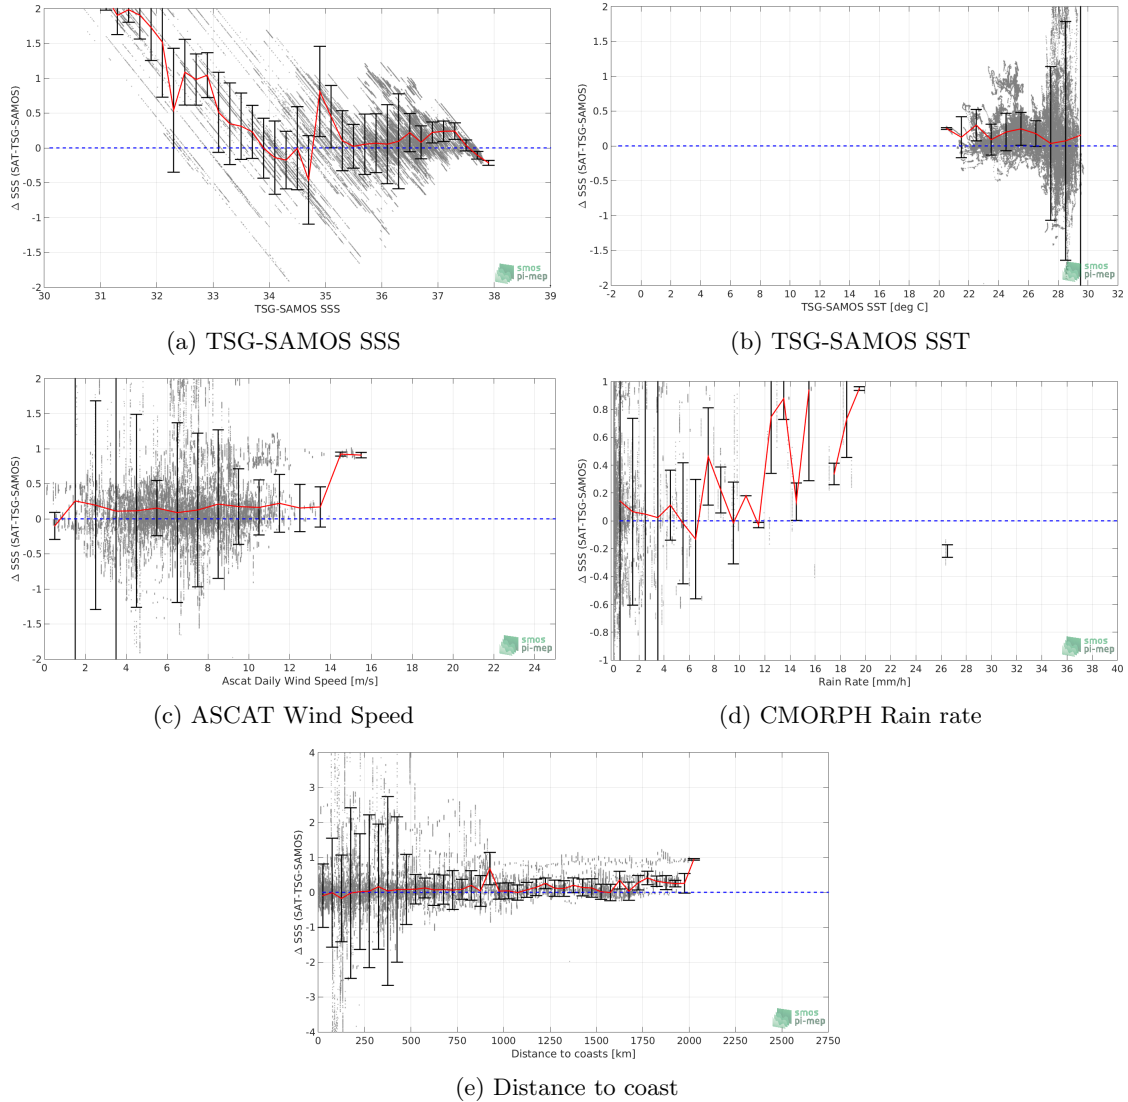 2
1.5
1
0.5
0
-0.5
-1
-1.5
-2
Δ SSS (SAT-TSG-SAMOS)
30 31 32 33 34 35 36 37 38 39
TSG-SAMOS SSS
smos
pi-mep
(a) TSG-SAMOS SSS
2
1.5
1
0.5
0
-0.5
-1
-1.5
-2
Δ SSS (SAT-TSG-SAMOS)
-2 0 2 4 6 8 10 12 14 16 18 20 22 24 26 28 30 32
TSG-SAMOS SST [deg C]
smos
pi-mep
(b) TSG-SAMOS SST
2
1.5
1
0.5
0
-0.5
-1
-1.5
-2
Δ SSS (SAT-TSG-SAMOS)
0 2 4 6 8 10 12 14 16 18 20 22 24
Ascat Daily Wind Speed [m/s]
smos
pi-mep
(c) ASCAT Wind Speed
1
0.8
0.6
0.4
0.2
0
-0.2
-0.4
-0.6
-0.8
-1
Δ SSS (SAT-TSG-SAMOS)
0 2 4 6 8 10 12 14 16 18 20 22 24 26 28 30 32 34 36 38 40
Rain Rate [mm/h]
smos
pi-mep
(d) CMORPH Rain rate
4
3
2
1
0
-1
-2
-3
-4
Δ SSS (SAT-TSG-SAMOS)
0 250 500 750 1000 1250 1500 1750 2000 2250 2500 2750
Distance to coasts [km]
smos
pi-mep
(e) Distance to coast